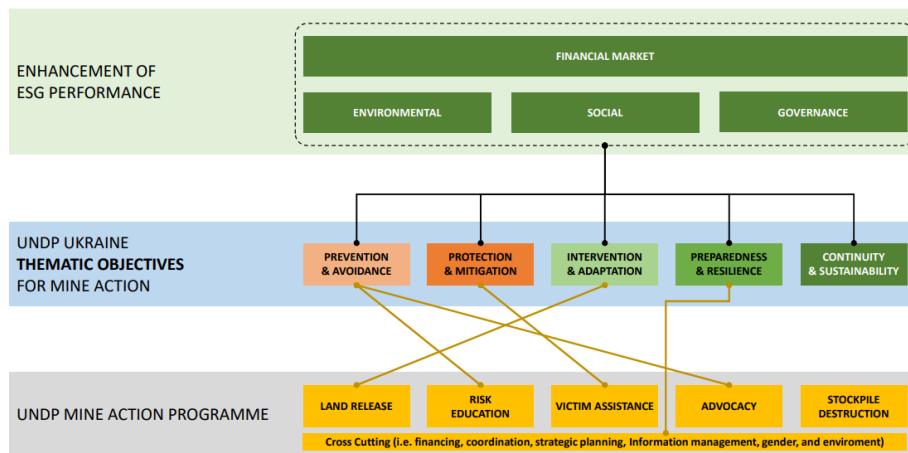 ENHANCEMENT OF
ESG PERFORMANCE
FINANCIAL MARKET
ENVIRONMENTAL
SOCIAL
GOVERNANCE
UNDP UKRAINE
THEMATIC OBJECTIVES
FOR MINE ACTION
PREVENTION
& AVOIDANCE
PROTECTION
& MITIGATION
INTERVENTION
& ADAPTATION
PREPAREDNESS
& RESILIENCE
CONTINUITY
& SUSTAINABILITY
UNDP MINE ACTION PROGRAMME
LAND RELEASE
RISK
EDUCATION
VICTIM ASSISTANCE
ADVOCACY
STOCKPILE
DESTRUCTION
Cross Cutting (i.e. financing, coordination, strategic planning, Information management, gender, and enviroment)